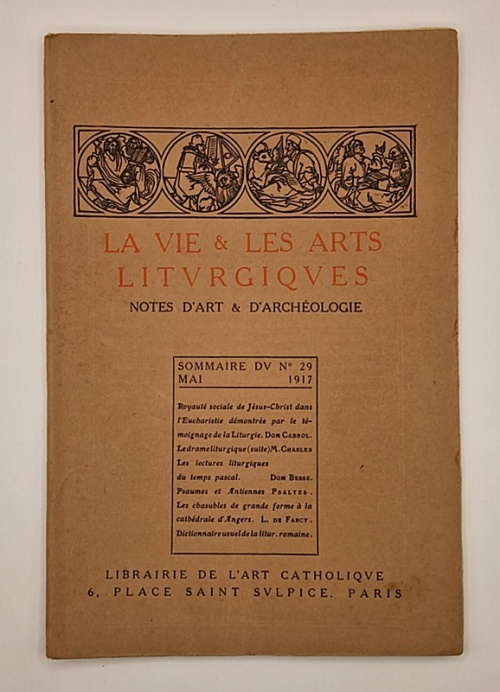 LA VIE & LES ARTS
LITVRGIQVES
NOTES D'ART & D'ARCHÉOLOGIE
SOMMAIRE DV Nº 29
MAI 1917
Royauté sociale de Jésus-Christ dans
l'Eucharistie démontrée par le té-
moignage de la Liturgie. DOM CABROL.
Le drame liturgique (suite) M. CHASLES
Les lectures liturgiques
du temps pascal. DOM BESSE.
Psaumes et Antiennes PSALTES.
Les chasubles de grande forme à la
cathédrale d'Angers. L. DE FARCY.
Dictionnaire usuel de la litur. romaine.
LIBRAIRIE DE L'ART CATHOLIQVE
6, PLACE SAINT SVLPICE. PARIS